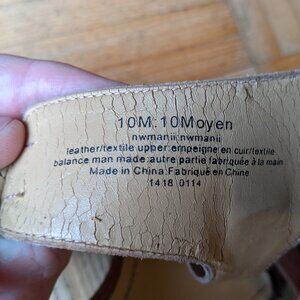 10M:10Moyen
nwmanii:nwmanii
leather/textile upper:empeigne en cuir/textile
balance man made:autre partie fabriquée à la main
Made in China:Fabriqué en Chine
1418 0114